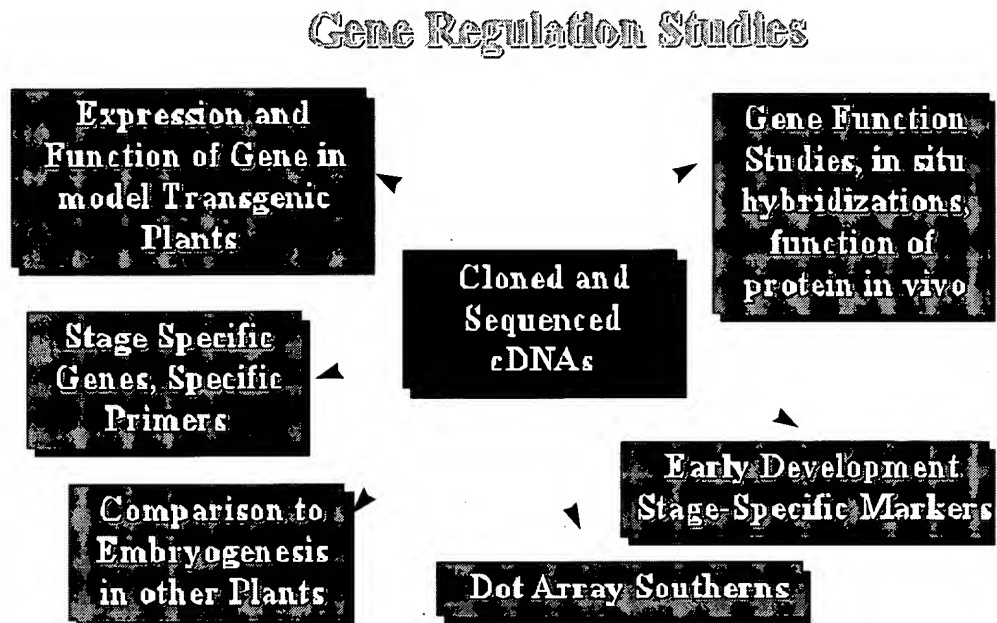 Gene Regulation Studies
Expression and
Function of Gene in
model Transgenic
Plants
Gene Function
Studies, in situ
hybridizations,
function of
protein in vivo
Cloned and
Sequenced
cDNAs
Stage Specific
Genes, Specific
Primers
Early Development
Stage-Specific Markers
Comparison to
Embryogenesis
in other Plants
Dot Array Southerns